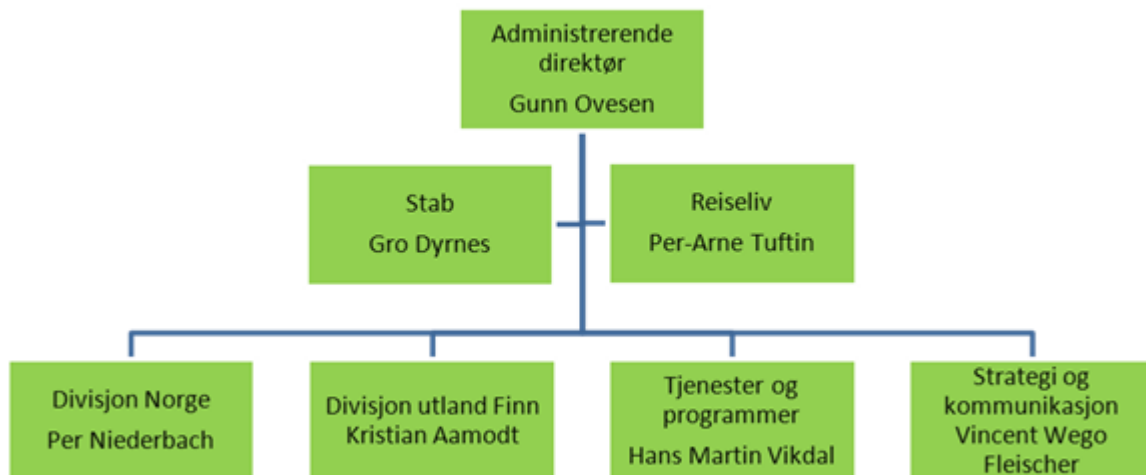 Administrerende
direktør
Gunn Ovesen
Stab
Gro Dyrnes
Reiseliv
Per-Arne Tuftin
Divisjon Norge
Per Niederbach
Divisjon utland Finn
Kristian Aamodt
Tjenester og
programmer
Hans Martin Vikdal
Strategi og
kommunikasjon
Vincent Wego
Fleischer